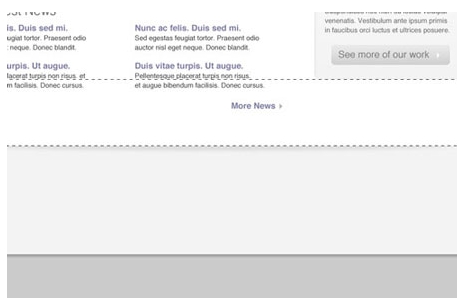 est News
is. Duis sed mi.
ugiat tortor. Praesent odio
: neque. Donec blandit.
urpis. Ut augue.
lacerat turpis non risus, et
m facilisis. Donec cursus.
Nunc ac felis. Duis sed mi.
Sed egestas feugiat tortor. Praesent odio
auctor nisl eget neque. Donec blandit.
Duis vitae turpis. Ut augue.
Pellentesque placerat turpis non risus,
et augue bibendum facilisis. Donec cursus.
More News ›
venenatis. Vestibulum ante ipsum primis
in faucibus orci luctus et ultrices posuere.
See more of our work ›